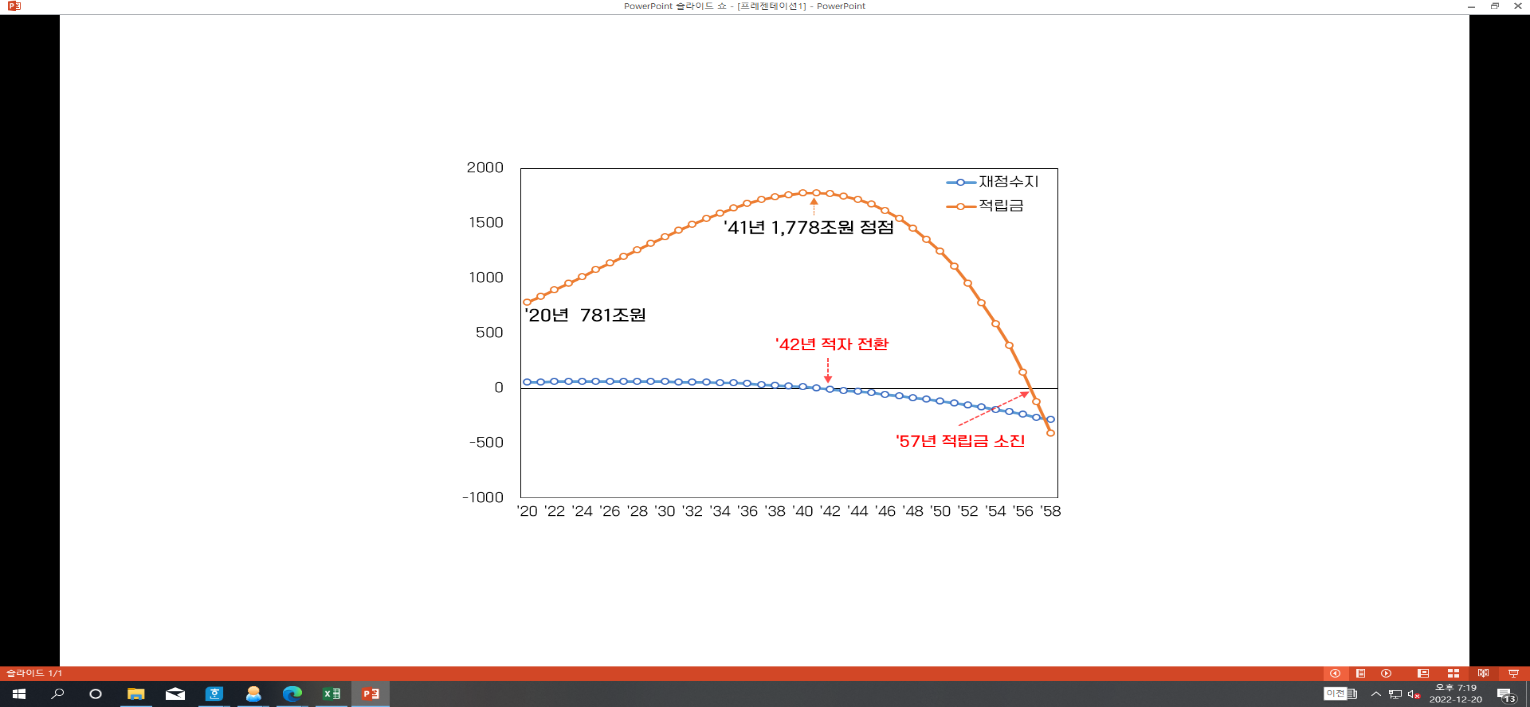 PowerPoint 슬라이드 쇼 - [프레젠테이션1] - PowerPoint
2000
1500
1000
500
0
-500
-1000
재정수지
적립금
'41년 1,778조원 정점
'20년 781조원
'42년 적자 전환
'57년 적립금 소진
'20 '22 '24 '26 '28 '30 '32 '34 '36 '38 '40 '42 '44 '46 '48 '50 '52 '54 '56 '58
슬라이드 1/1
이전
오후 7:19
2022-12-20
13